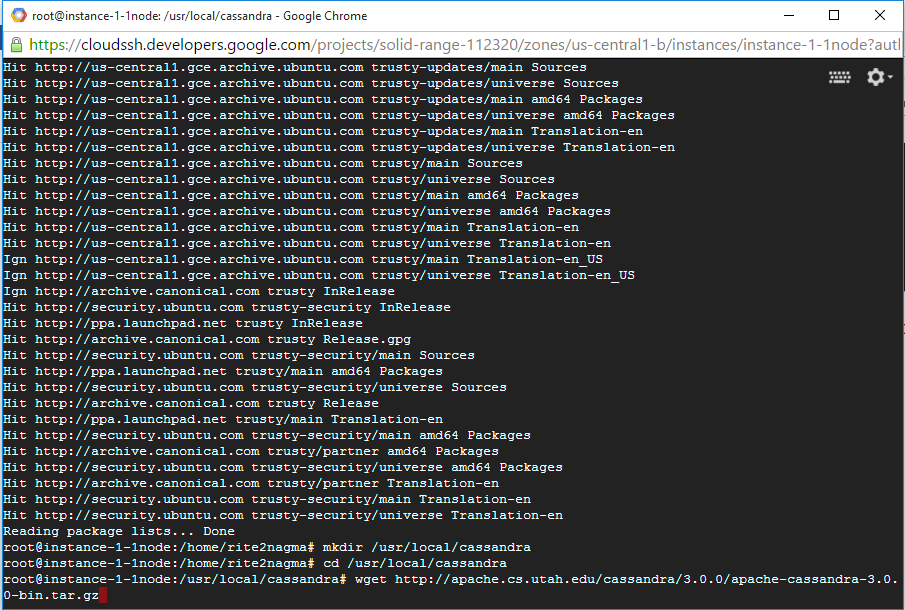 root@instance-1-1node: /usr/local/cassandra - Google Chrome
https://cloudssh.developers.google.com/projects/solid-range-112320/zones/us-central1-b/instances/instance-1-1node?autl
Hit http://us-central1.gce.archive.ubuntu.com trusty-updates/main Sources
Hit http://us-central1.gce.archive.ubuntu.com trusty-updates/universe Sources
Hit http://us-central1.gce.archive.ubuntu.com trusty-updates/main amd64 Packages
Hit http://us-central1.gce.archive.ubuntu.com trusty-updates/universe amd64 Packages
Hit http://us-central1.gce.archive.ubuntu.com trusty-updates/main Translation-en
Hit http://us-central1.gce.archive.ubuntu.com trusty-updates/universe Translation-en
Hit http://us-central1.gce.archive.ubuntu.com trusty/main Sources
Hit http://us-central1.gce.archive.ubuntu.com trusty/universe Sources
Hit http://us-central1.gce.archive.ubuntu.com trusty/main amd64 Packages
Hit http://us-central1.gce.archive.ubuntu.com trusty/universe amd64 Packages
Hit http://us-central1.gce.archive.ubuntu.com trusty/main Translation-en
Hit http://us-central1.gce.archive.ubuntu.com trusty/universe Translation-en
Ign http://us-central1.gce.archive.ubuntu.com trusty/main Translation-en_US
Ign http://us-central1.gce.archive.ubuntu.com trusty/universe Translation-en_US
Ign http://archive.canonical.com trusty InRelease
Hit http://security.ubuntu.com trusty-security InRelease
Hit http://ppa.launchpad.net trusty InRelease
Hit http://archive.canonical.com trusty Release.gpg
Hit http://security.ubuntu.com trusty-security/main Sources
Hit http://ppa.launchpad.net trusty/main amd64 Packages
Hit http://security.ubuntu.com trusty-security/universe Sources
Hit http://archive.canonical.com trusty Release
Hit http://ppa.launchpad.net trusty/main Translation-en
Hit http://security.ubuntu.com trusty-security/main amd64 Packages
Hit http://archive.canonical.com trusty/partner amd64 Packages
Hit http://security.ubuntu.com trusty-security/universe amd64 Packages
Hit http://archive.canonical.com trusty/partner Translation-en
Hit http://security.ubuntu.com trusty-security/main Translation-en
Hit http://security.ubuntu.com trusty-security/universe Translation-en
Reading package lists... Done
root@instance-1-1node:/home/rite2nagma# mkdir /usr/local/cassandra
root@instance-1-1node:/home/rite2nagma# cd /usr/local/cassandra
root@instance-1-1node:/usr/local/cassandra# wget http://apache.cs.utah.edu/cassandra/3.0.0/apache-cassandra-3.0.
0-bin.tar.gz